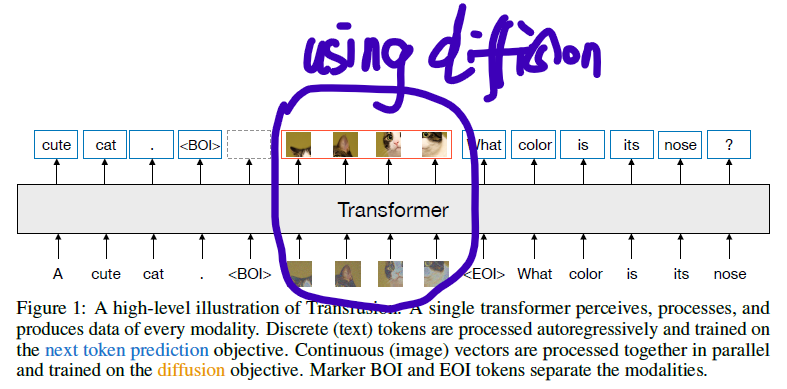 using diffision
cute cat . <BOI> What color is its nose ?
Transformer
A cute cat . <BOI> <EOI> What color is its nose
Figure 1: A high-level illustration of Transfusion. A single transformer perceives, processes, and
produces data of every modality. Discrete (text) tokens are processed autoregressively and trained on
the next token prediction objective. Continuous (image) vectors are processed together in parallel
and trained on the diffusion objective. Marker BOI and EOI tokens separate the modalities.